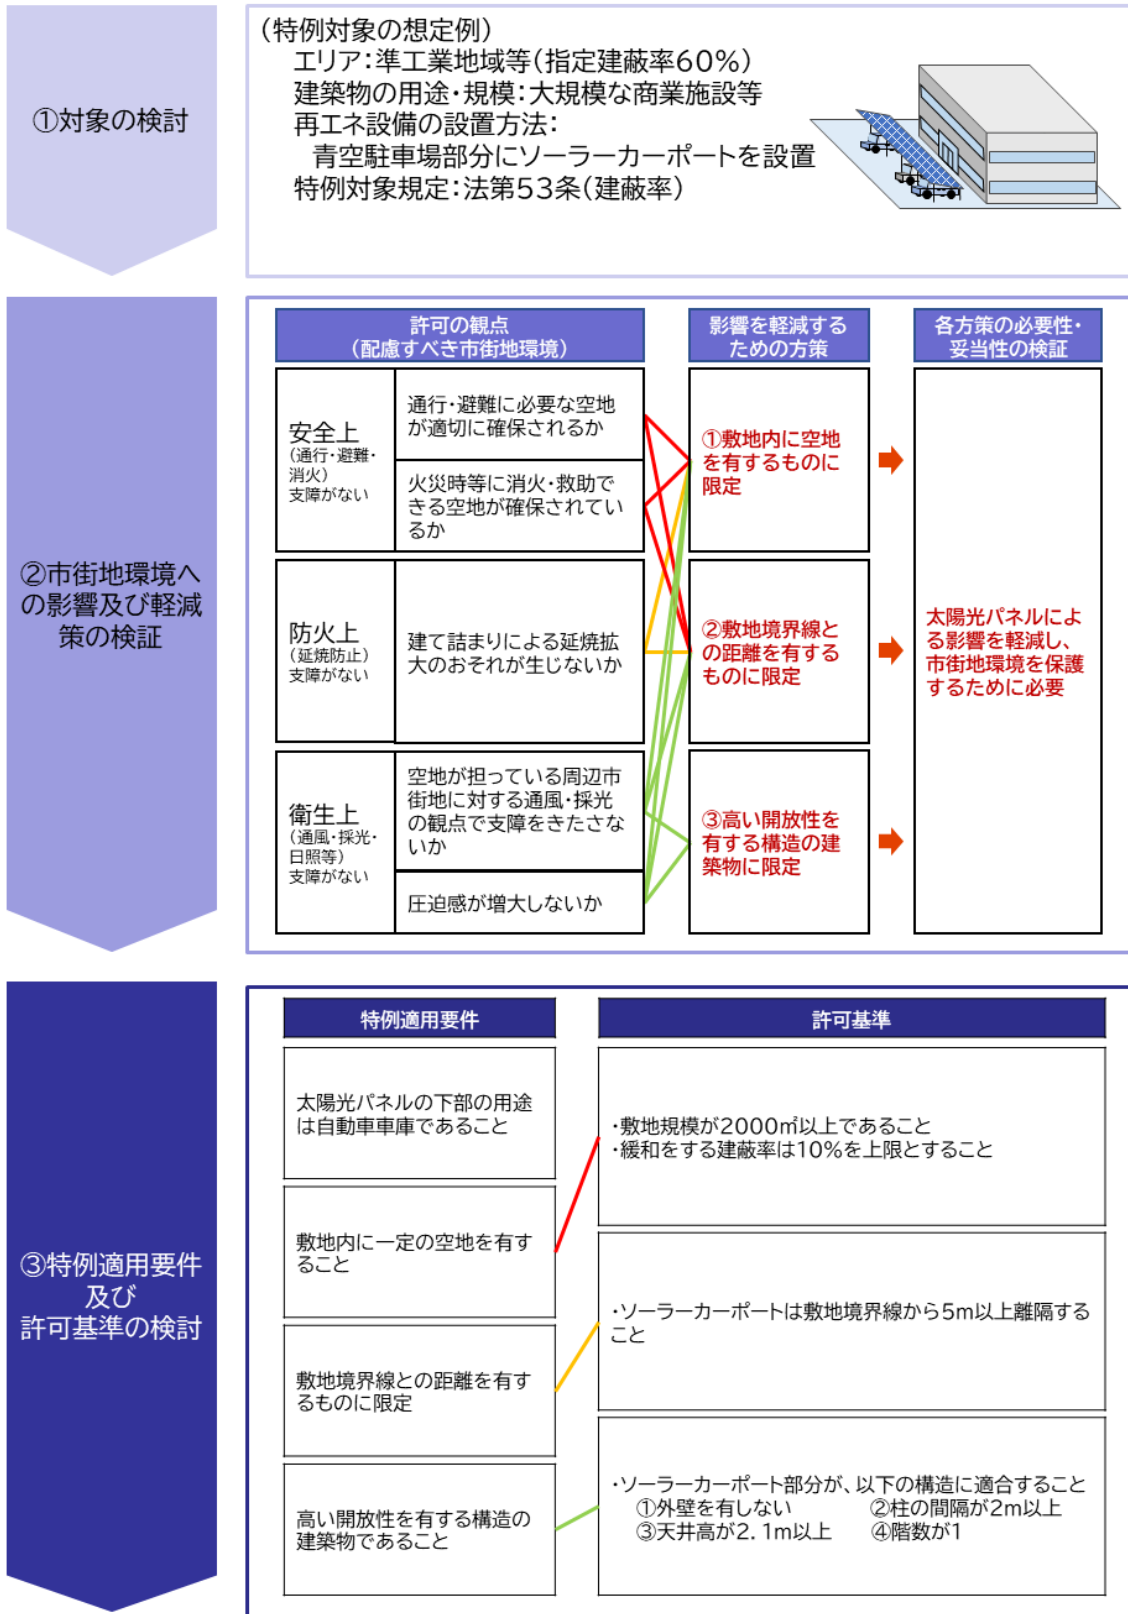 ①対象の検討
(特例対象の想定例)
エリア:準工業地域等(指定建蔽率60%)
建築物の用途・規模:大規模な商業施設等
再エネ設備の設置方法:
青空駐車場部分にソーラーカーポートを設置
特例対象規定:法第53条(建蔽率)
②市街地環境へ
の影響及び軽減
策の検証
許可の観点
(配慮すべき市街地環境)
影響を軽減する
ための方策
各方策の必要性・
妥当性の検証
安全上
(通行・避難・
消火)
支障がない
通行・避難に必要な空地
が適切に確保されるか
火災時等に消火・救助で
きる空地が確保されてい
るか
防火上
(延焼防止)
支障がない
建て詰まりによる延焼拡
大のおそれが生じないか
衛生上
(通風・採光・
日照等)
支障がない
空地が担っている周辺市
街地に対する通風・採光
の観点で支障をきたさな
いか
圧迫感が増大しないか
①敷地内に空地
を有するものに
限定
②敷地境界線と
の距離を有する
ものに限定
③高い開放性を
有する構造の建
築物に限定
太陽光パネルによ
る影響を軽減し、
市街地環境を保護
するために必要
③特例適用要件
及び
許可基準の検討
特例適用要件
許可基準
太陽光パネルの下部の用途
は自動車車庫であること
敷地内に一定の空地を有す
ること
敷地境界線との距離を有す
るものに限定
高い開放性を有する構造の
建築物であること
・敷地規模が2000㎡以上であること
・緩和をする建蔽率は10%を上限とすること
・ソーラーカーポートは敷地境界線から5m以上離隔する
こと
・ソーラーカーポート部分が、以下の構造に適合すること
①外壁を有しない ②柱の間隔が2m以上
③天井高が2.1m以上 ④階数が1